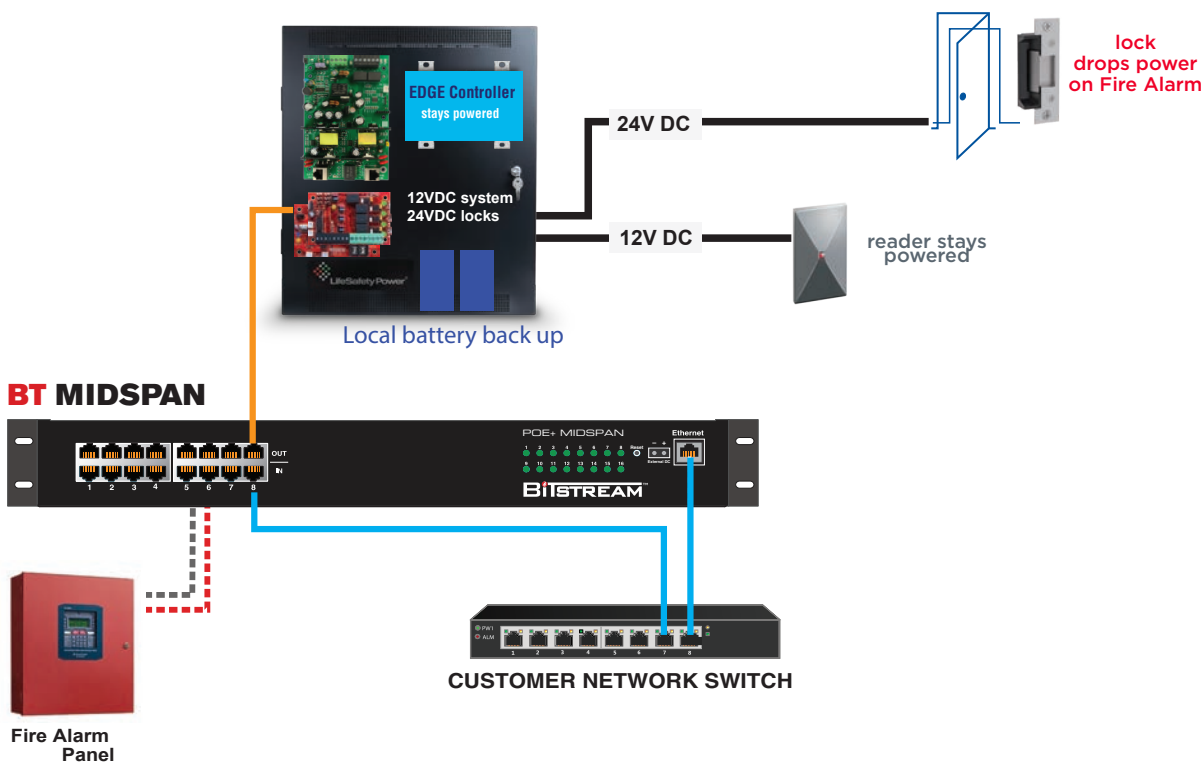 EDGE Controller
stays powered
12VDC system
24VDC locks
LifeSafety Power
Local battery back up
24V DC
12V DC
lock
drops power
on Fire Alarm
reader stays
powered
BT MIDSPAN
POE+ MIDSPAN
Ethernet
1 2 3 4 5 6 7 8 Reset - +
External DC
9 10 11 12 13 14 15 16
BiTSTREAM™
OUT
IN
1 2 3 4 5 6 7 8
PW1
ALM
1 2 3 4 5 6 7 8
CUSTOMER NETWORK SWITCH
Fire Alarm
Panel